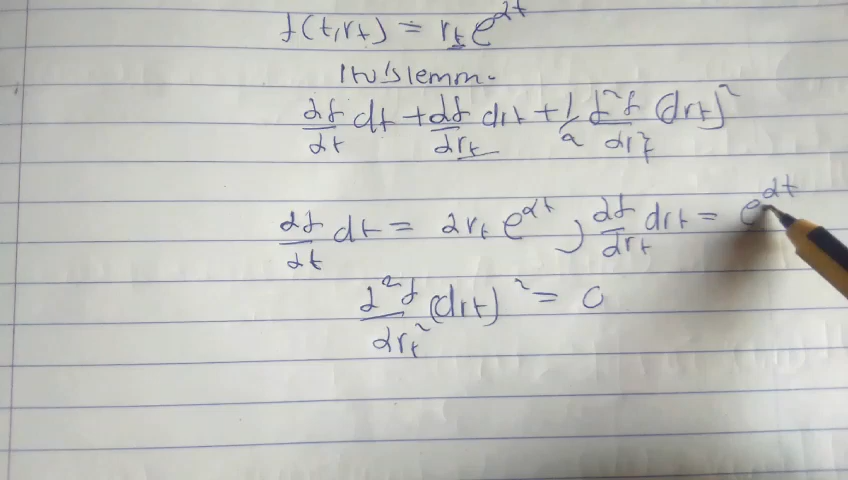 f(t,rt) = rt e^αt
Ito's lemm.
∂f/∂t dt + ∂f/∂rt drt + 1/2 ∂²f/∂rt² (drt)²
∂f/∂t dt = αrt e^αt, ∂f/∂rt drt = e^αt
∂²f/∂rt² (drt)² = 0